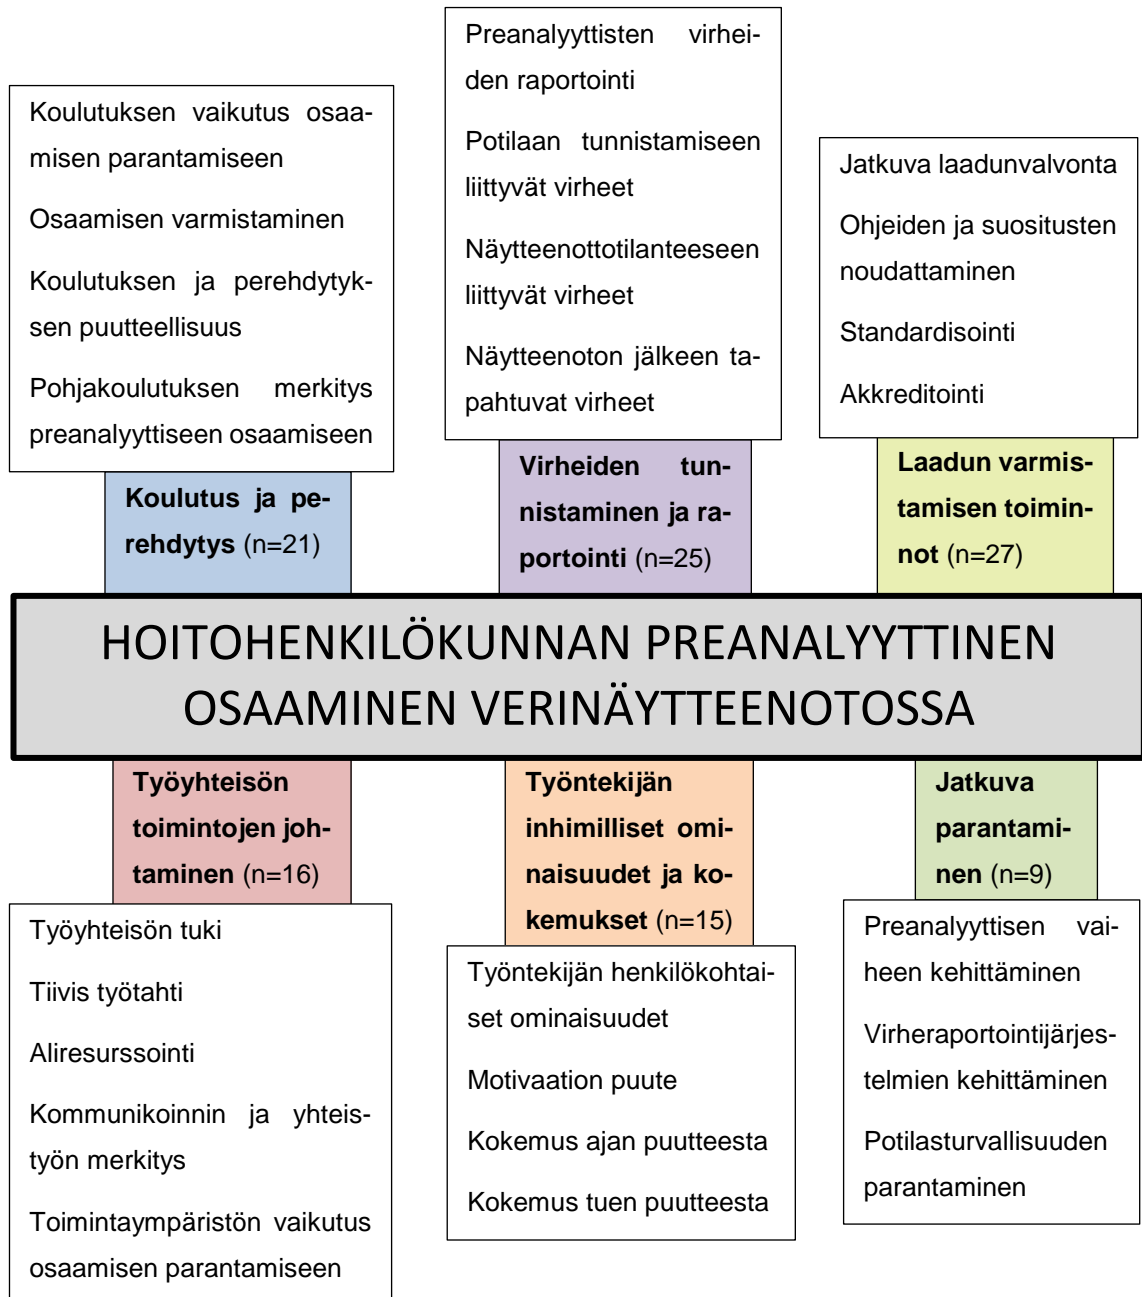 Koulutuksen vaikutus osaa-
misen parantamiseen
Osaamisen varmistaminen
Koulutuksen ja perehdytyk-
sen puutteellisuus
Pohjakoulutuksen merkitys
preanalyyttiseen osaamiseen
Koulutus ja pe-
rehdytys (n=21)
Preanalyyttisten virhei-
den raportointi
Potilaan tunnistamiseen
liittyvät virheet
Näytteenottotilanteeseen
liittyvät virheet
Näytteenoton jälkeen ta-
pahtuvat virheet
Virheiden tun-
nistaminen ja ra-
portointi (n=25)
Jatkuva laadunvalvonta
Ohjeiden ja suositusten
noudattaminen
Standardisointi
Akkreditointi
Laadun varmis-
tamisen toimin-
not (n=27)
HOITOHENKILÖKUNNAN PREANALYYTTINEN
OSAAMINEN VERINÄYTTEENOTOSSA
Työyhteisön
toimintojen joh-
taminen (n=16)
Työyhteisön tuki
Tiivis työtahti
Aliresurssointi
Kommunikoinnin ja yhteis-
työn merkitys
Toimintaympäristön vaikutus
osaamisen parantamiseen
Työntekijän
inhimilliset omi-
naisuudet ja ko-
kemukset (n=15)
Työntekijän henkilökohtai-
set ominaisuudet
Motivaation puute
Kokemus ajan puutteesta
Kokemus tuen puutteesta
Jatkuva
parantami-
nen (n=9)
Preanalyyttisen vai-
heen kehittäminen
Virheraportointijärjes-
telmien kehittäminen
Potilasturvallisuuden
parantaminen